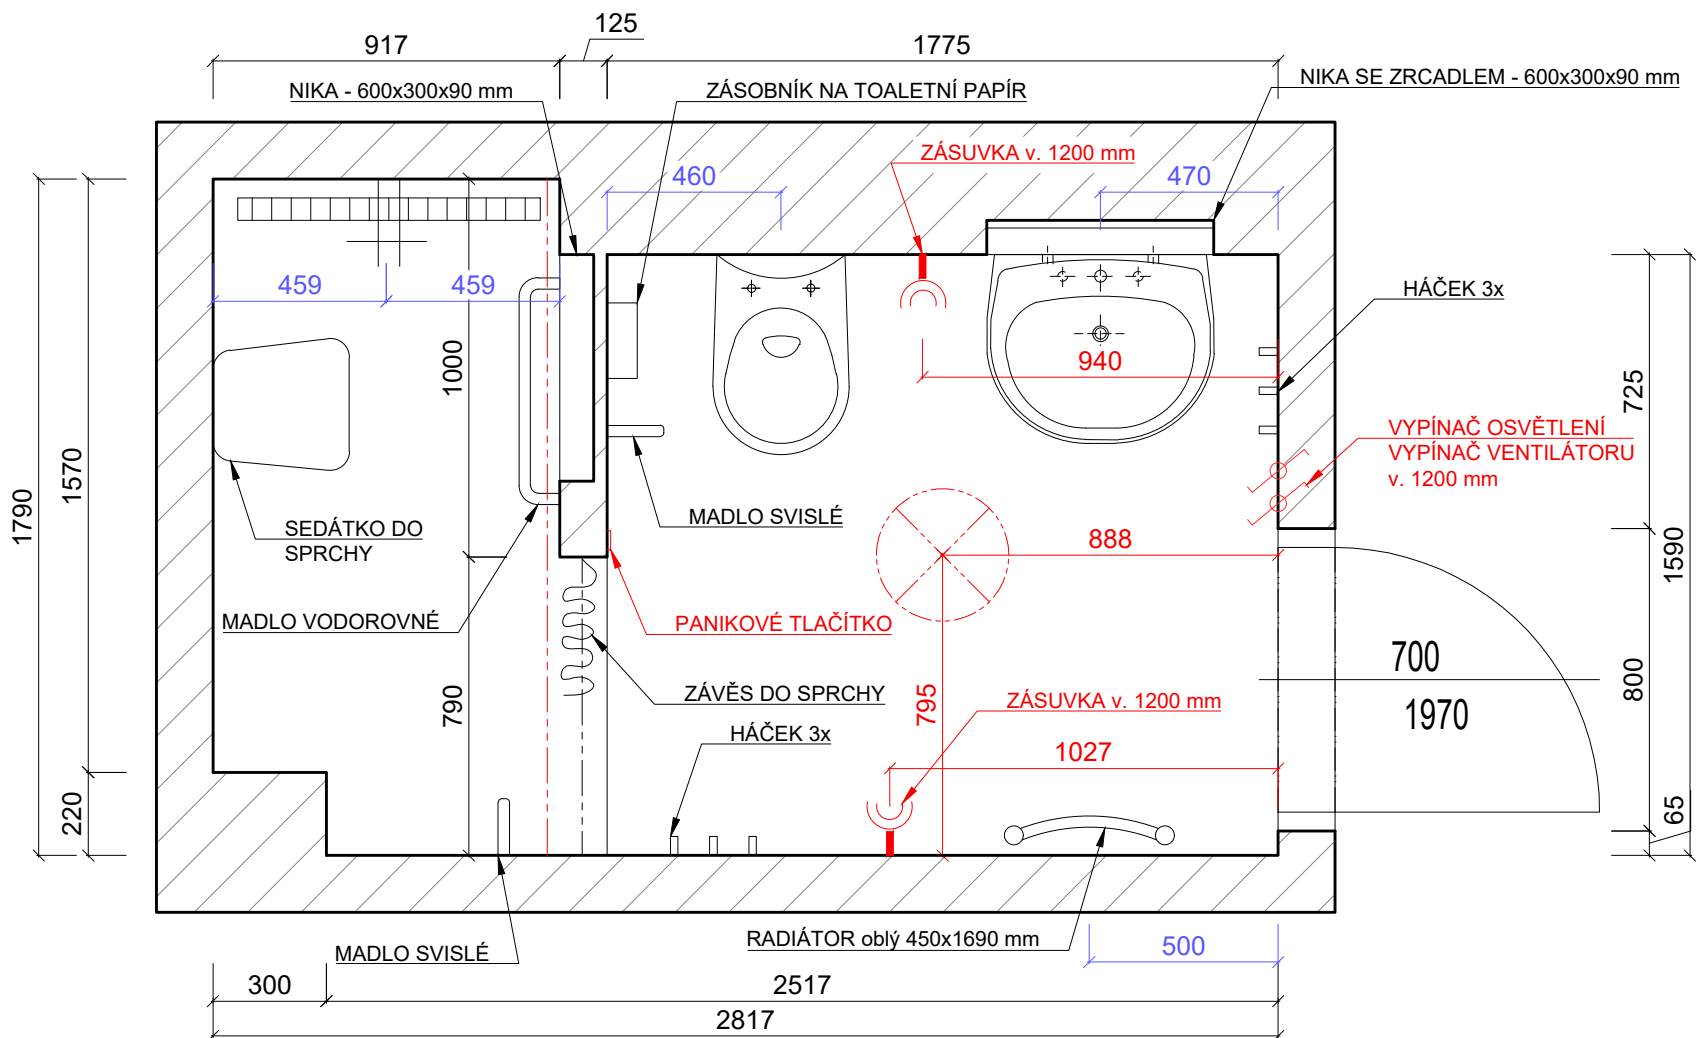 125
917
1775
NIKA - 600x300x90 mm
ZÁSOBNÍK NA TOALETNÍ PAPÍR
NIKA SE ZRCADLEM - 600x300x90 mm
ZÁSUVKA v. 1200 mm
460
470
459
459
HÁČEK 3x
1000
940
725
VYPÍNAČ OSVĚTLENÍ
VYPÍNAČ VENTILÁTORU
v. 1200 mm
1570
1790
SEDÁTKO DO
SPRCHY
MADLO SVISLÉ
888
1590
MADLO VODOROVNÉ
PANIKOVÉ TLAČÍTKO
700
1970
800
ZÁVĚS DO SPRCHY
790
795
ZÁSUVKA v. 1200 mm
HÁČEK 3x
1027
220
65
MADLO SVISLÉ
RADIÁTOR oblý 450x1690 mm
500
300
2517
2817